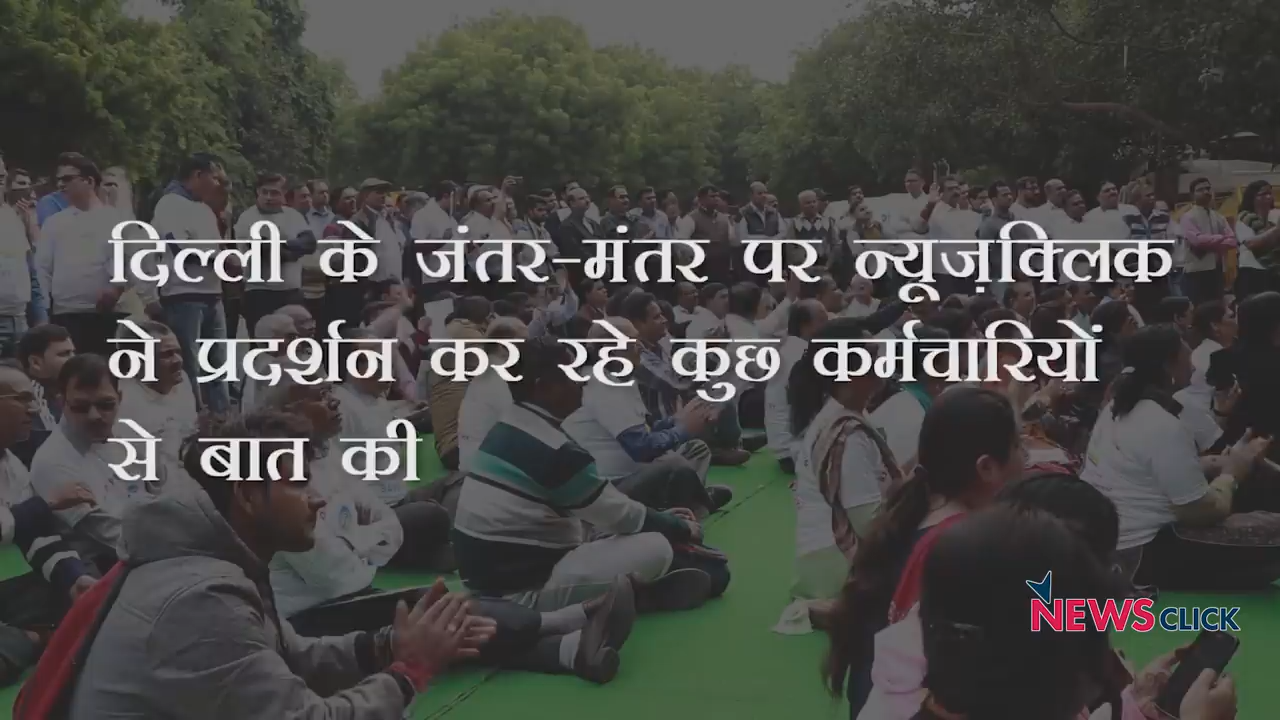 दिल्ली के जंतर-मंतर पर न्यूज़क्लिक
ने प्रदर्शन कर रहे कुछ कर्मचारियों
से बात की
NEWSCLICK